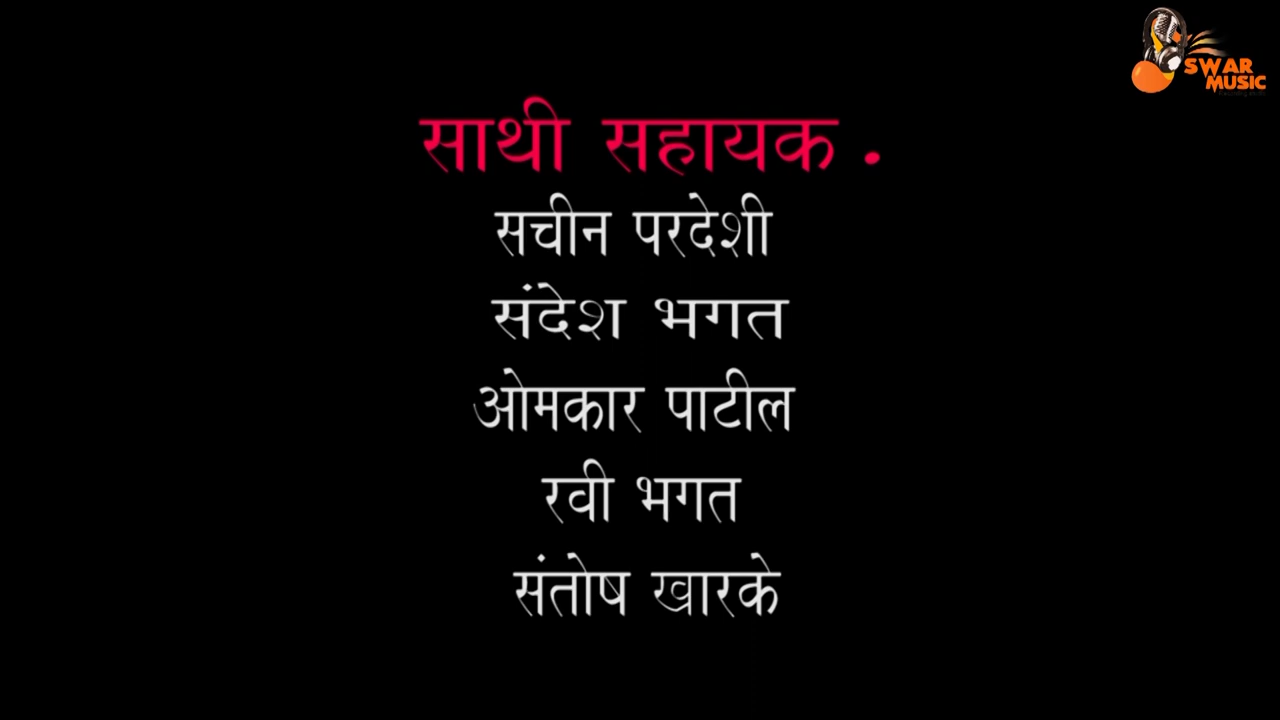 SWAR
MUSIC
साथी सहायक .
सचीन परदेशी
संदेश भगत
ओमकार पाटील
रवी भगत
संतोष खारके